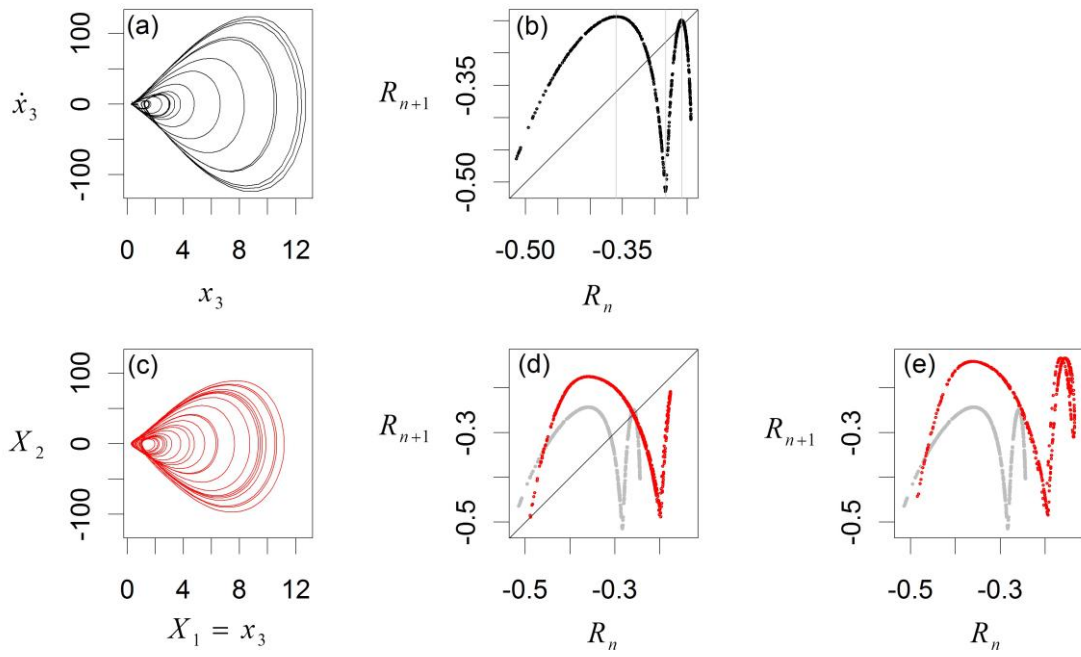 (a)
100
0
-100
ẋ₃
0 4 8 12
x₃
(b)
-0.35
-0.50
Rₙ₊₁
-0.50 -0.35
Rₙ
(c)
100
0
-100
X₂
0 4 8 12
X₁ = x₃
(d)
-0.3
-0.5
Rₙ₊₁
-0.5 -0.3
Rₙ
(e)
-0.3
-0.5
Rₙ₊₁
-0.5 -0.3
Rₙ